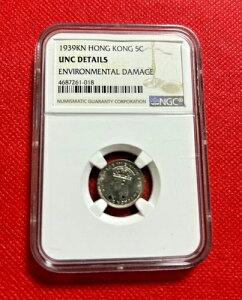 1939KN HONG KONG 5C
UNC DETAILS
ENVIRONMENTAL DAMAGE
4687261-018
NUMISMATIC GUARANTY CORPORATION
NGC